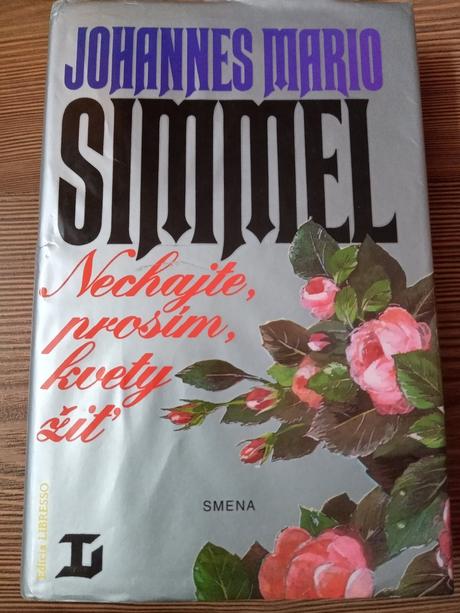 JOHANNES MARIO
SIMMEL
Nechajte,
prosím,
kvety
žiť
SMENA
Edícia LIBRESSO